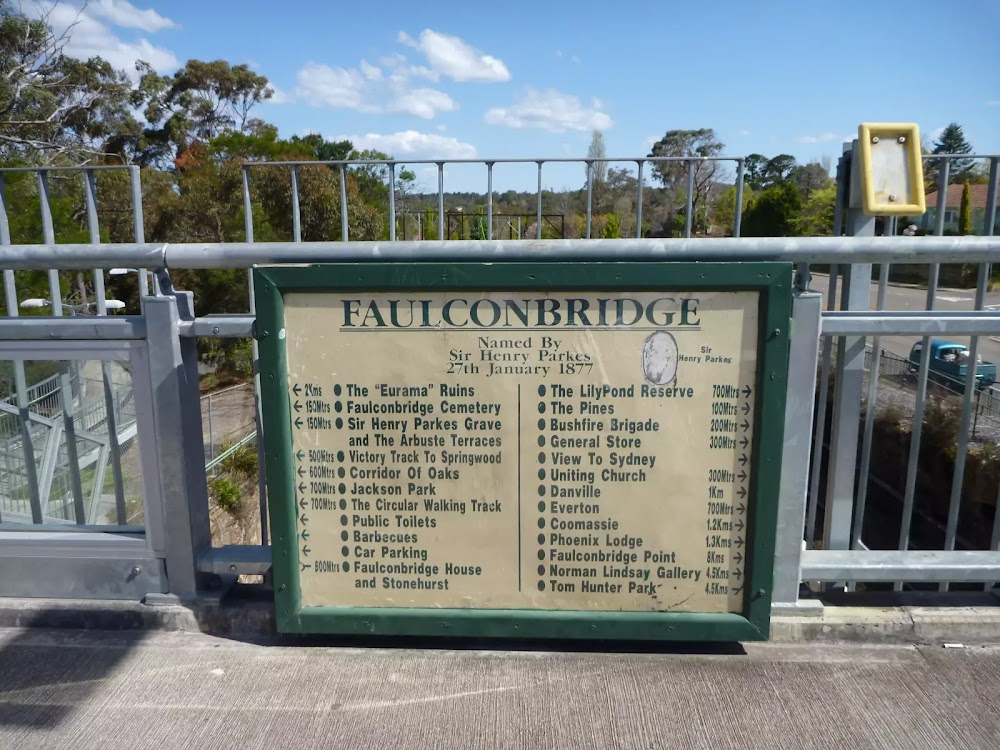 FAULCONBRIDGE
Named By
Sir Henry Parkes
27th January 1877
Sir
Henry Parkes
2Kms The "Eurama" Ruins
153Mtrs Faulconbridge Cemetery
150Mtrs Sir Henry Parkes Grave
and The Arbuste Terraces
500Mtrs Victory Track To Springwood
600Mtrs Corridor Of Oaks
700Mtrs Jackson Park
700Mtrs The Circular Walking Track
Public Toilets
Barbecues
Car Parking
600Mtrs Faulconbridge House
and Stonehurst
The LilyPond Reserve 700Mtrs
The Pines 100Mtrs
Bushfire Brigade 200Mtrs
General Store 300Mtrs
View To Sydney
Uniting Church 300Mtrs
Danville 1Km
Everton 700Mtrs
Coomassie 1.2Kms
Phoenix Lodge 1.3Kms
Faulconbridge Point 8Kms
Norman Lindsay Gallery 4.5Kms
Tom Hunter Park 4.5Kms